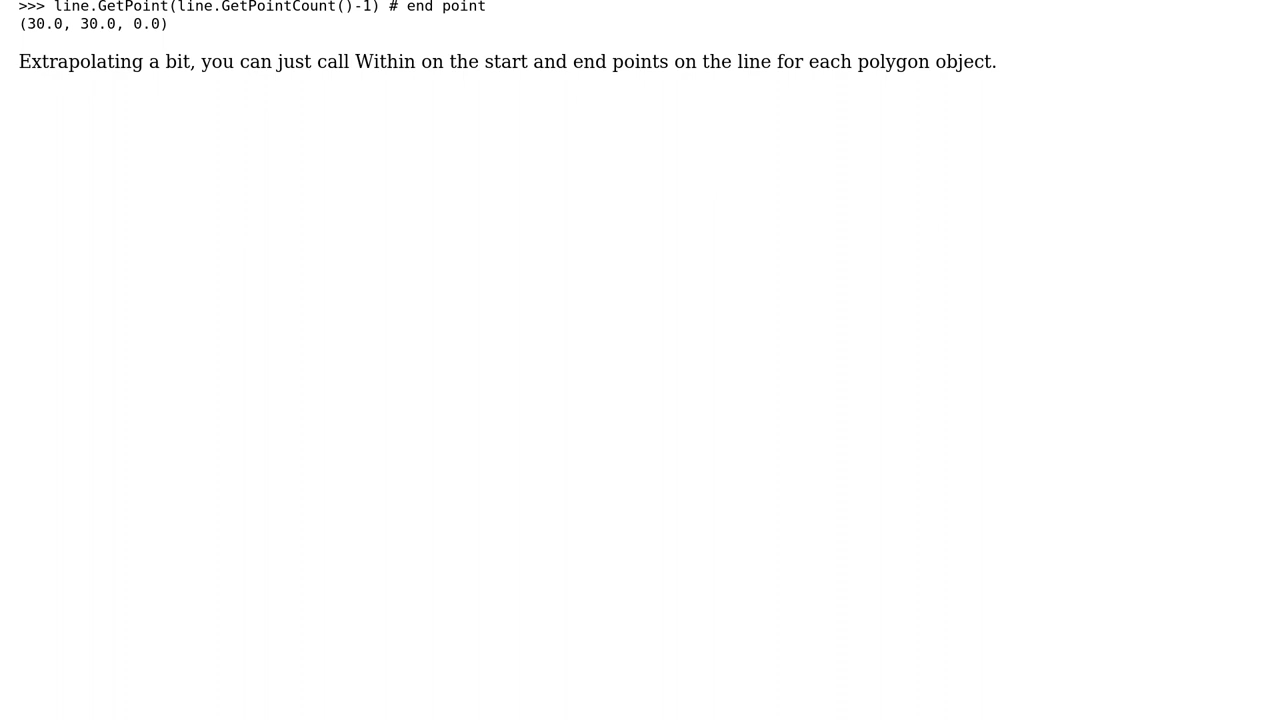 >>> line.GetPoint(line.GetPointCount()-1) # end point
(30.0, 30.0, 0.0)
Extrapolating a bit, you can just call Within on the start and end points on the line for each polygon object.